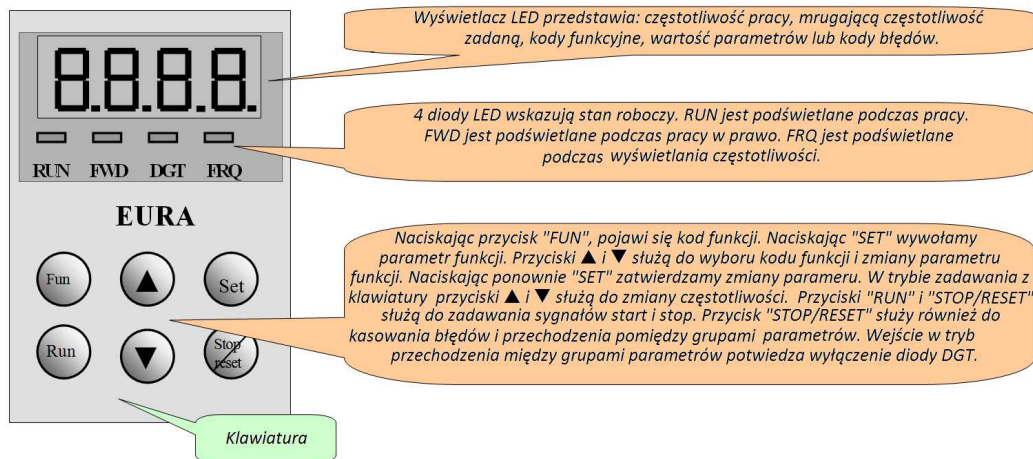 Wyświetlacz LED przedstawia: częstotliwość pracy, mrugającą częstotliwość
zadaną, kody funkcyjne, wartość parametrów lub kody błędów.
8.8.8.8.
4 diody LED wskazują stan roboczy. RUN jest podświetlane podczas pracy.
FWD jest podświetlane podczas pracy w prawo. FRQ jest podświetlane
podczas wyświetlania częstotliwości.
RUN FWD DGT FRQ
EURA
Naciskając przycisk "FUN", pojawi się kod funkcji. Naciskając "SET" wywołamy
parametr funkcji. Przyciski ▲ i ▼ służą do wyboru kodu funkcji i zmiany parametru
funkcji. Naciskając ponownie "SET" zatwierdzamy zmiany parameru. W trybie zadawania z
klawiatury przyciski ▲ i ▼ służą do zmiany częstotliwości. Przyciski "RUN" i "STOP/RESET"
służą do zadawania sygnałów start i stop. Przycisk "STOP/RESET" służy również do
kasowania błędów i przechodzenia pomiędzy grupami parametrów. Wejście w tryb
przechodzenia między grupami parametrów potwiedza wyłączenie diody DGT.
Fun ▲ Set
Run ▼ Stop
reset
Klawiatura